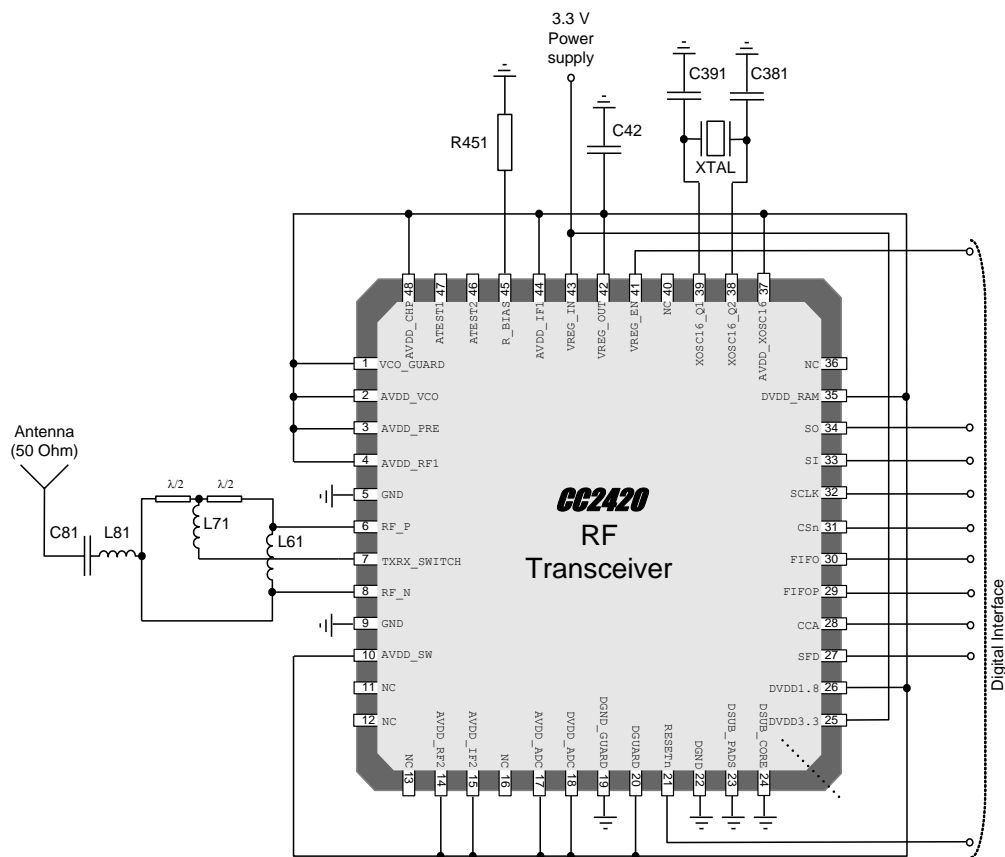 3.3 V
Power
supply
C391
C381
R451
C42
XTAL
48
47
46
45
44
43
42
41
40
39
38
37
AVDD_CHP
ATEST1
ATEST2
R_BIAS
AVDD_IF1
VREG_IN
VREG_OUT
VREG_EN
NC
XOSC16_Q1
XOSC16_Q2
AVDD_XOSC16
1 VCO_GUARD
2 AVDD_VCO
3 AVDD_PRE
4 AVDD_RF1
5 GND
6 RF_P
7 TXRX_SWITCH
8 RF_N
9 GND
10 AVDD_SW
11 NC
12 NC
NC 36
DVDD_RAM 35
SO 34
SI 33
SCLK 32
CSn 31
FIFO 30
FIFOP 29
CCA 28
SFD 27
DVDD1.8 26
DVDD3.3 25
Antenna
(50 Ohm)
λ/2
λ/2
C81
L81
L71
L61
CC2420
RF
Transceiver
Digital Interface
NC
AVDD_RF2
AVDD_IF2
NC
AVDD_ADC
DVDD_ADC
DGND_GUARD
DGUARD
RESETn
DGND
DSUB_PADS
DSUB_CORE
13
14
15
16
17
18
19
20
21
22
23
24